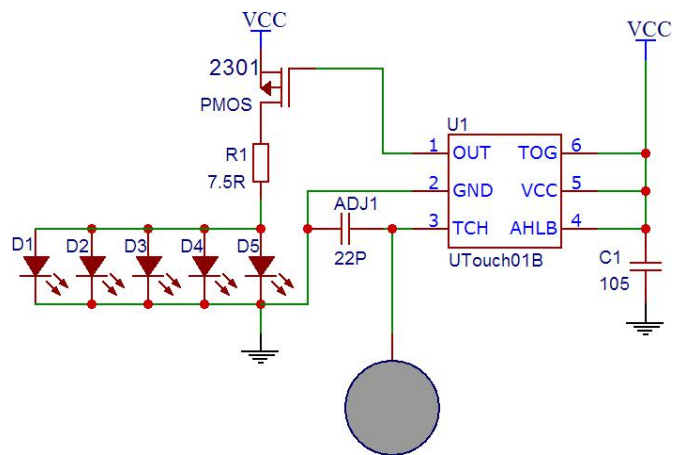 VCC
VCC
2301
PMOS
U1
R1
7.5R
1 OUT TOG 6
2 GND VCC 5
3 TCH AHLB 4
ADJ1
22P
UTouch01B
D1 D2 D3 D4 D5
C1
105